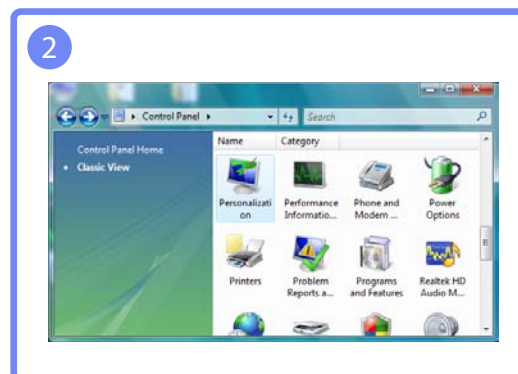 2
Control Panel
Search
Control Panel Home
Classic View
Name Category
Personalizati
on
Performance
Informatio...
Phone and
Modem ...
Power
Options
Printers
Problem
Reports a...
Programs
and Features
Realtek HD
Audio M...